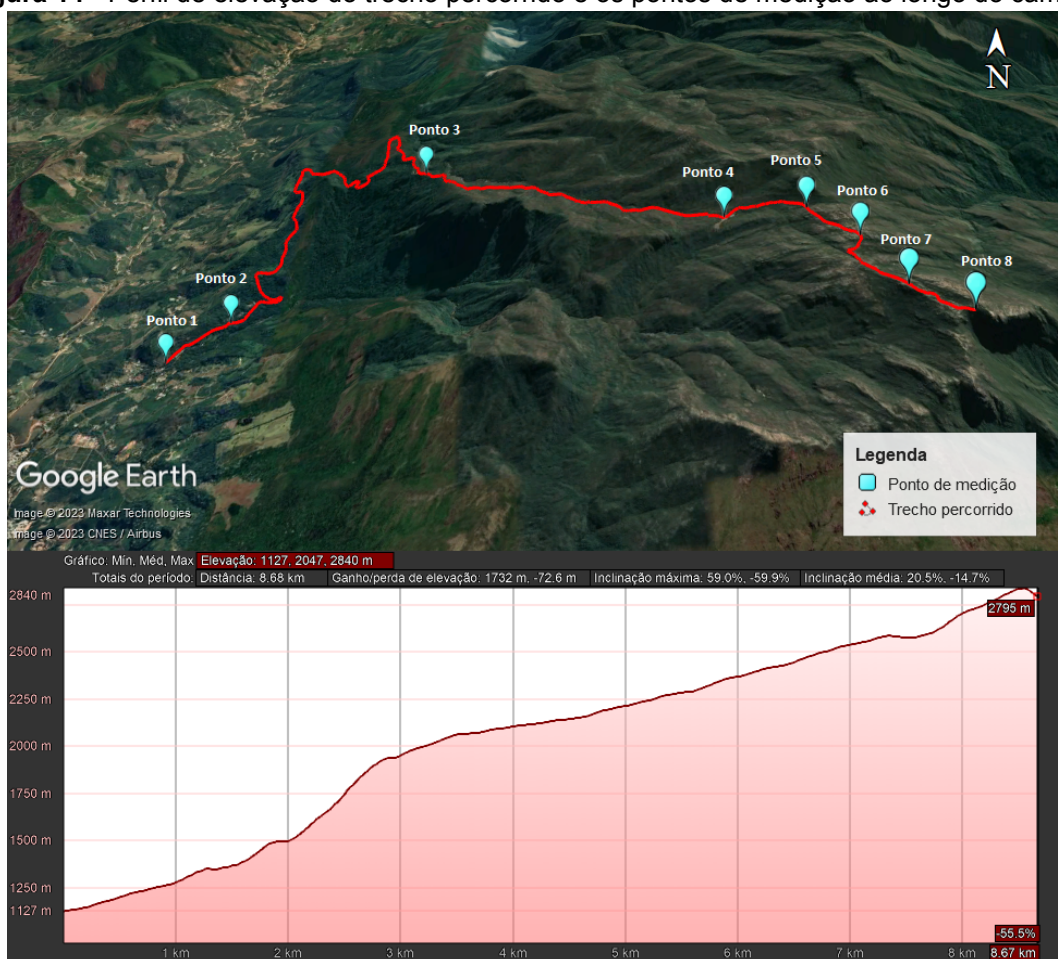 Perfil de elevação do trecho percorrido e os pontos de medição ao longo do
N
Ponto 3
Ponto 5
Ponto 4
Ponto 6
Ponto 7
Ponto 2
Ponto 8
Ponto 1
Legenda
Ponto de medição
Trecho percorrido
Google Earth
Image © 2023 Maxar Technologies
Image © 2023 CNES / Airbus
Gráfico: Mín, Méd, Max Elevação: 1127, 2047, 2840 m
Totais do período: Distância: 8.68 km Ganho/perda de elevação: 1732 m, -72.6 m Inclinação máxima: 59.0%, -59.9% Inclinação média: 20.5%, -14.7%
2840 m
2795 m
2500 m
2250 m
2000 m
1750 m
1500 m
1250 m
1127 m
-55.5%
1 km 2 km 3 km 4 km 5 km 6 km 7 km 8 km 8.67 km